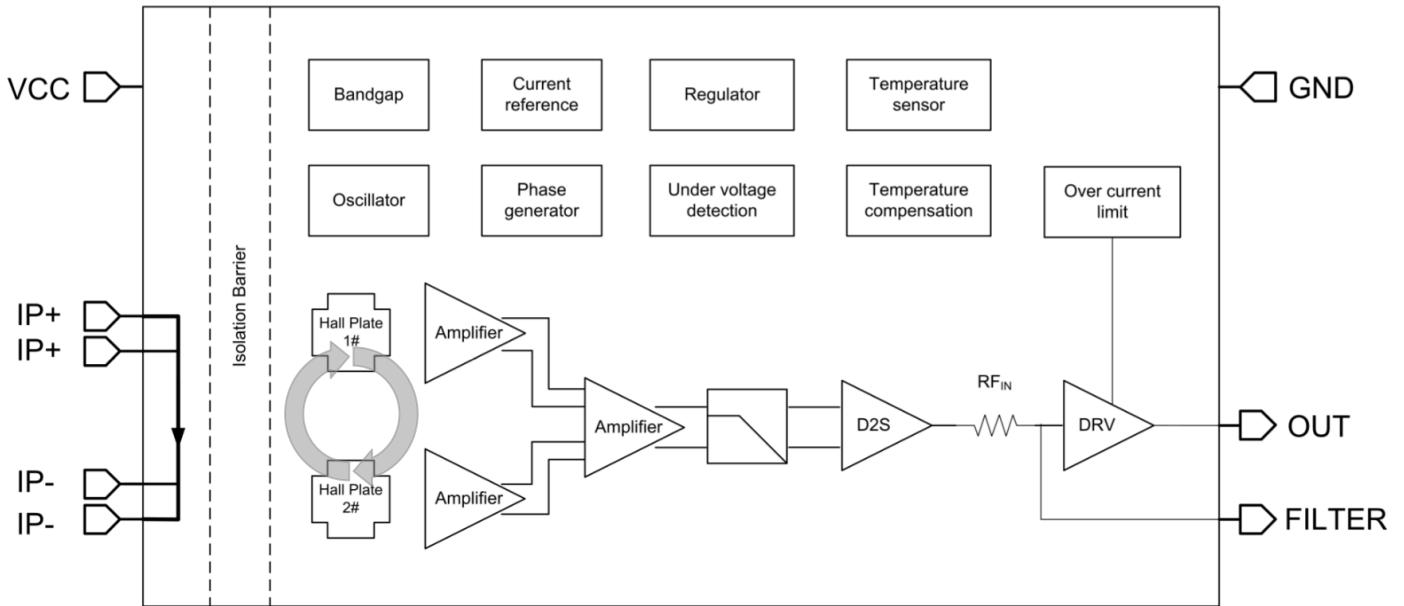 VCC
GND
Bandgap
Current
reference
Regulator
Temperature
sensor
Oscillator
Phase
generator
Under voltage
detection
Temperature
compensation
Over current
limit
Isolation Barrier
IP+
IP+
IP-
IP-
Hall Plate
1#
Hall Plate
2#
Amplifier
Amplifier
Amplifier
D2S
RFIN
DRV
OUT
FILTER